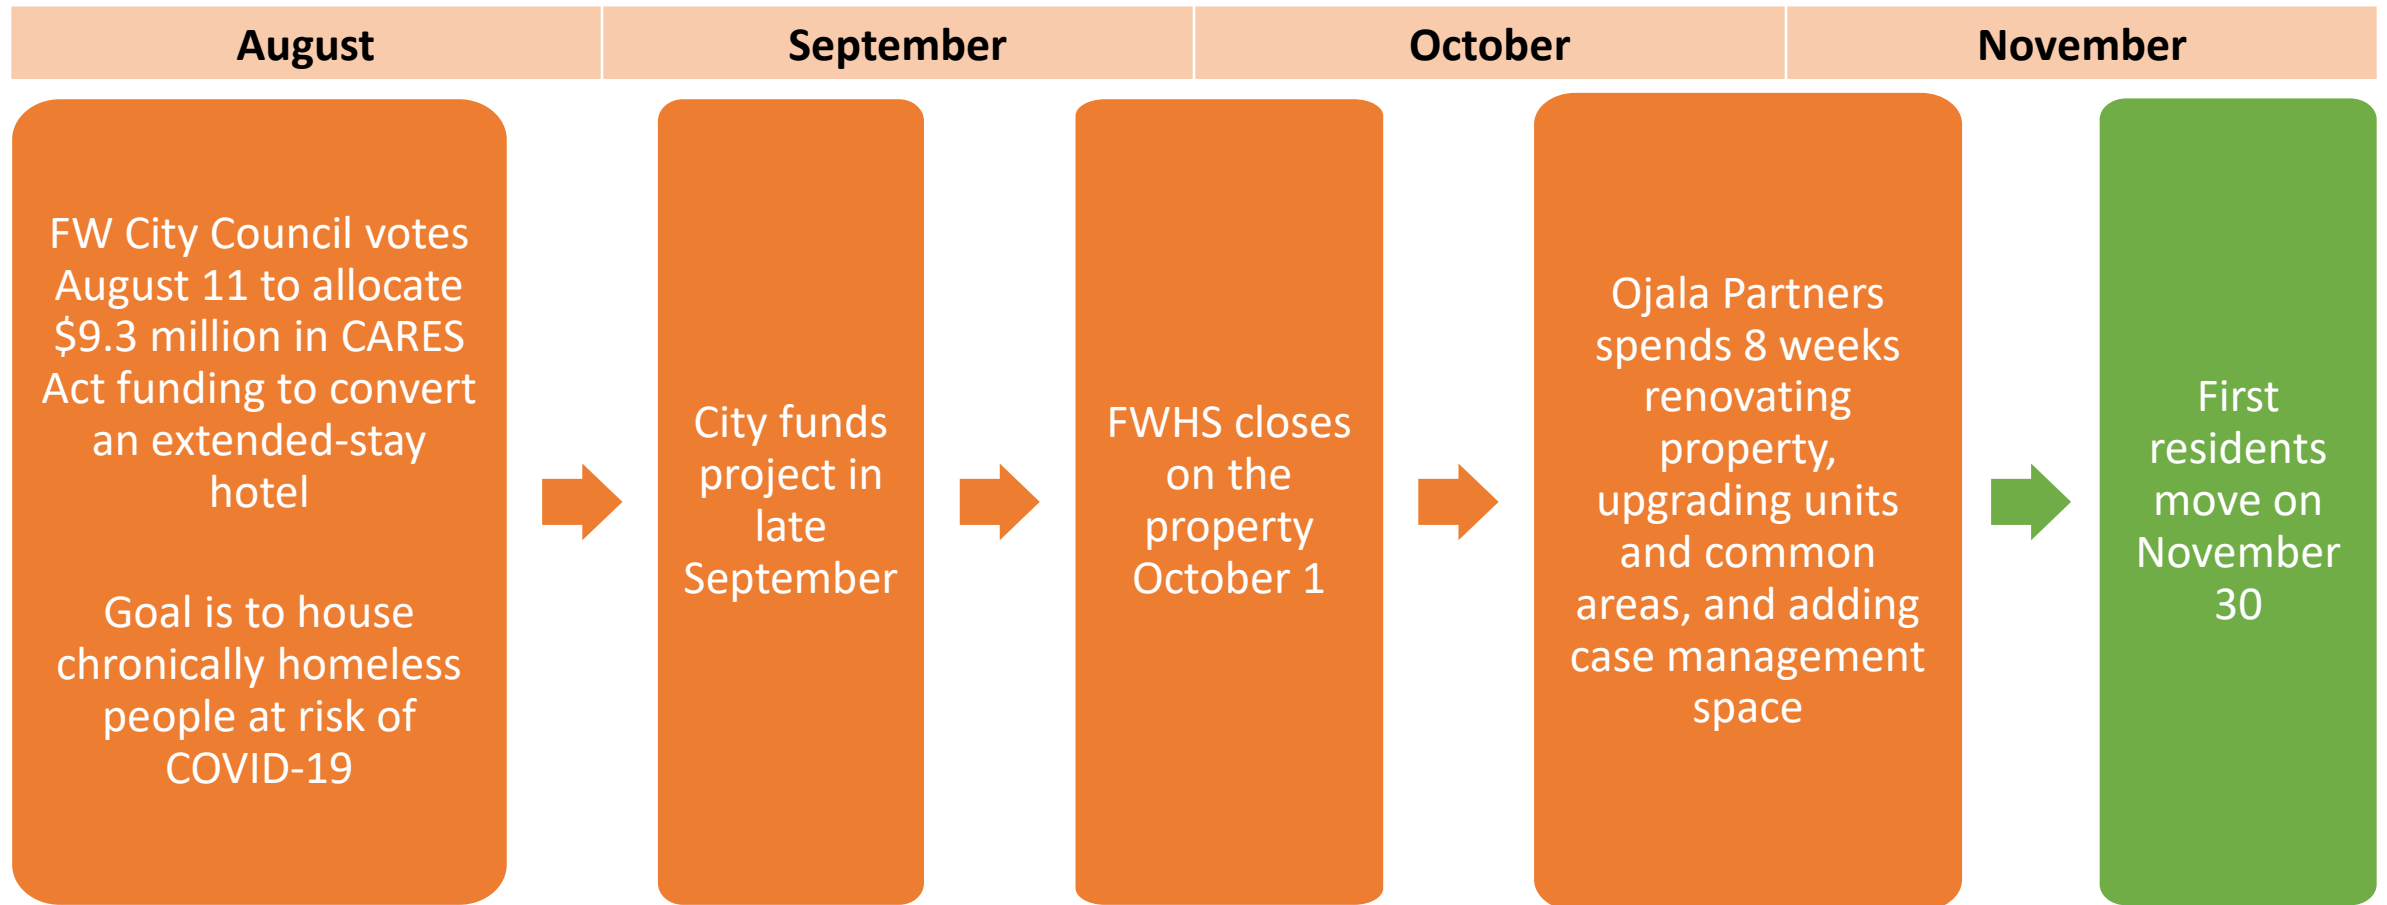 August
September
October
November
FW City Council votes
August 11 to allocate
$9.3 million in CARES
Act funding to convert
an extended-stay
hotel
Goal is to house
chronically homeless
people at risk of
COVID-19
City funds
project in
late
September
FWHS closes
on the
property
October 1
Ojala Partners
spends 8 weeks
renovating
property,
upgrading units
and common
areas, and adding
case management
space
First
residents
move on
November
30